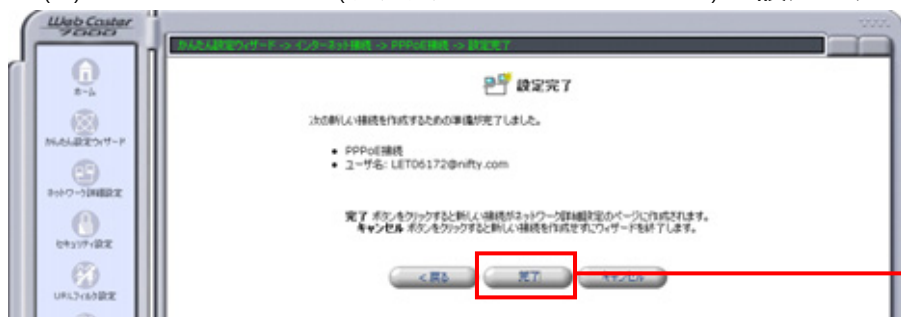 Web Caster
7000
かんたん設定ウィザード -> インターネット接続 -> PPPoE接続 -> 設定完了
設定完了
次の新しい接続を作成するための準備が完了しました。
• PPPoE接続
• ユーザ名: LET06172@nifty.com
完了 ボタンをクリックすると新しい接続がネットワーク詳細設定のページに作成されます。
キャンセル ボタンをクリックすると新しい接続を作成せずにウィザードを終了します。
< 戻る
完了
キャンセル
ホーム
かんたん設定ウィザード
ネットワーク詳細設定
セキュリティ設定
URLフィルタ設定